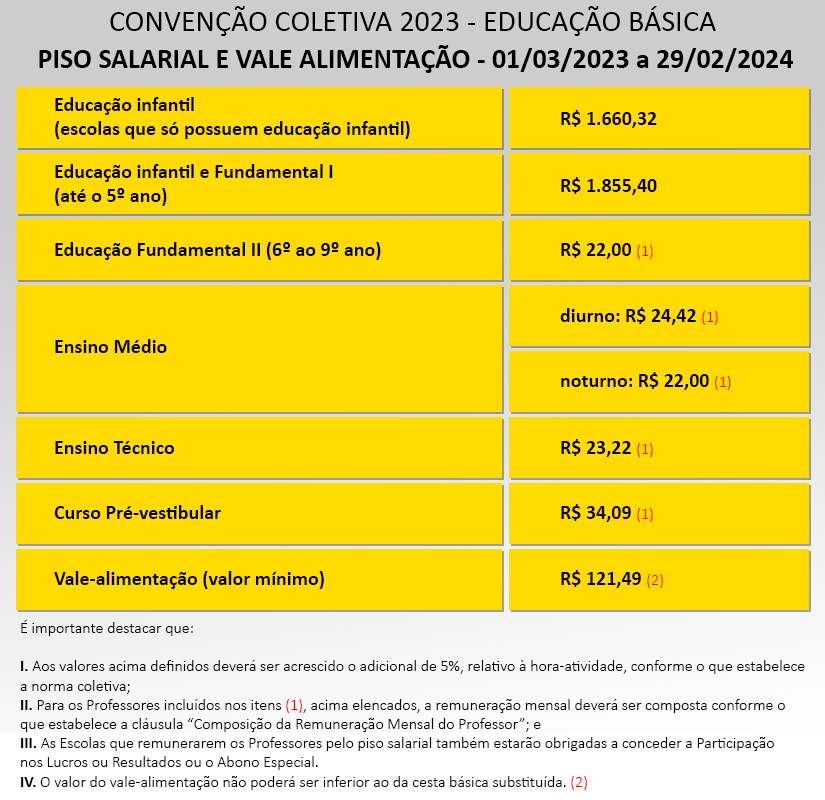 CONVENÇÃO COLETIVA 2023 - EDUCAÇÃO BÁSICA
PISO SALARIAL E VALE ALIMENTAÇÃO - 01/03/2023 a 29/02/2024
Educação infantil
(escolas que só possuem educação infantil)
R$ 1.660,32
Educação infantil e Fundamental I
(até o 5º ano)
R$ 1.855,40
Educação Fundamental II (6º ao 9º ano)
R$ 22,00 (1)
Ensino Médio
diurno: R$ 24,42 (1)
noturno: R$ 22,00 (1)
Ensino Técnico
R$ 23,22 (1)
Curso Pré-vestibular
R$ 34,09 (1)
Vale-alimentação (valor mínimo)
R$ 121,49 (2)
É importante destacar que:
I. Aos valores acima definidos deverá ser acrescido o adicional de 5%, relativo à hora-atividade, conforme o que estabelece
a norma coletiva;
II. Para os Professores incluídos nos itens (1), acima elencados, a remuneração mensal deverá ser composta conforme o
que estabelece a cláusula “Composição da Remuneração Mensal do Professor”; e
III. As Escolas que remunerarem os Professores pelo piso salarial também estarão obrigadas a conceder a Participação
nos Lucros ou Resultados ou o Abono Especial.
IV. O valor do vale-alimentação não poderá ser inferior ao da cesta básica substituída. (2)